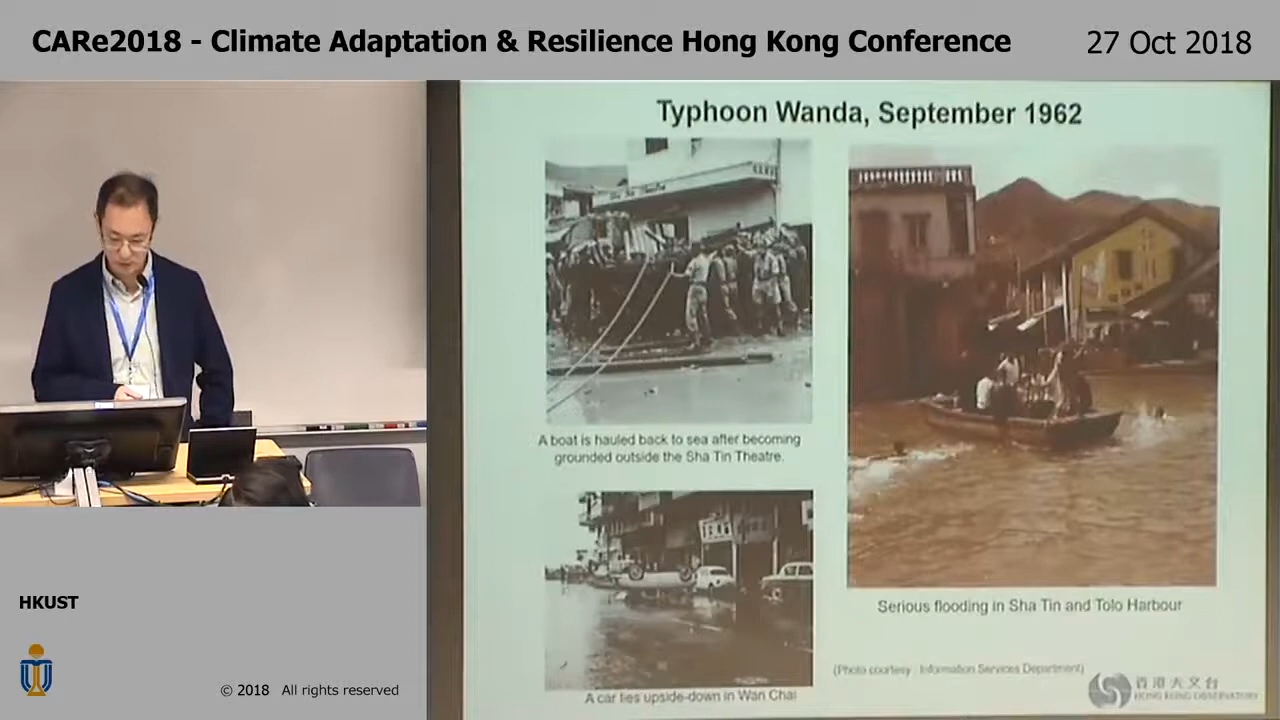 CARe2018 - Climate Adaptation & Resilience Hong Kong Conference
27 Oct 2018
Typhoon Wanda, September 1962
A boat is hauled back to sea after becoming
grounded outside the Sha Tin Theatre.
A car lies upside-down in Wan Chai
Serious flooding in Sha Tin and Tolo Harbour
(Photo courtesy : Information Services Department)
香港天文台
HONG KONG OBSERVATORY
HKUST
© 2018 All rights reserved